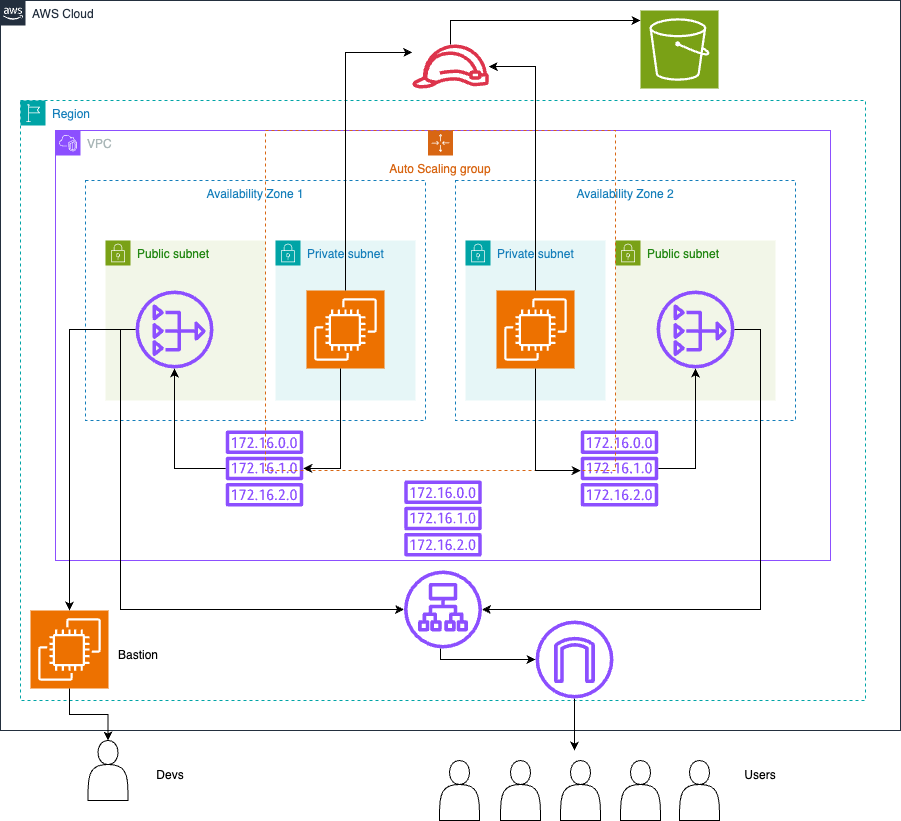 aws
AWS Cloud
Region
VPC
Auto Scaling group
Availability Zone 1
Availability Zone 2
Public subnet
Private subnet
Private subnet
Public subnet
172.16.0.0
172.16.1.0
172.16.2.0
172.16.0.0
172.16.1.0
172.16.2.0
172.16.0.0
172.16.1.0
172.16.2.0
Bastion
Devs
Users